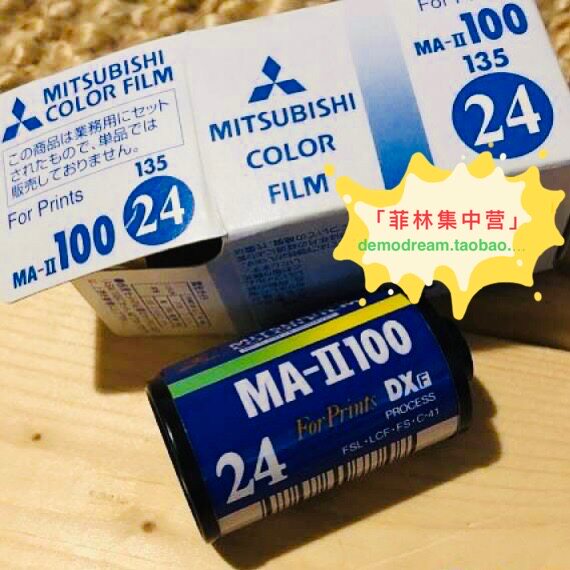 MITSUBISHI
COLOR FILM
この商品は業務用にセット
されたもので、単品では
販売しておりません。
For Prints
135
MA-II100
24
MITSUBISHI
COLOR
FILM
For Pri
MA-II100
135
24
「菲林集中营」
demodream.taobao....
MA-II100
For Prints
DXF
PROCESS
FSL・LCF・FS・C-41
24